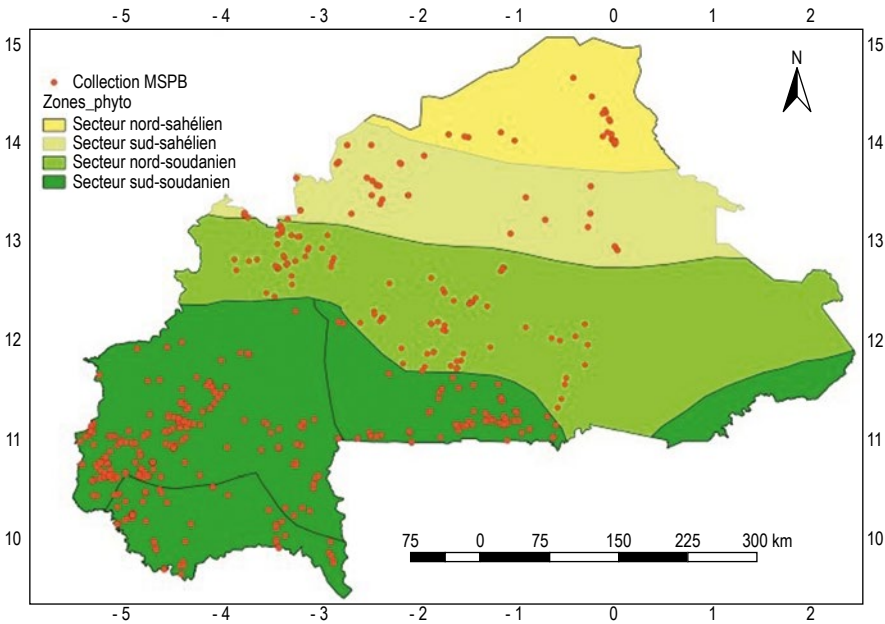 - 5 - 4 - 3 - 2 - 1 0 1 2
15 15
N
Collection MSPB
Zones_phyto
Secteur nord-sahélien
14 14
Secteur sud-sahélien
Secteur nord-soudanien
Secteur sud-soudanien
13 13
12 12
11 11
10 10
75 0 75 150 225 300 km
- 5 - 4 - 3 - 2 - 1 0 1 2